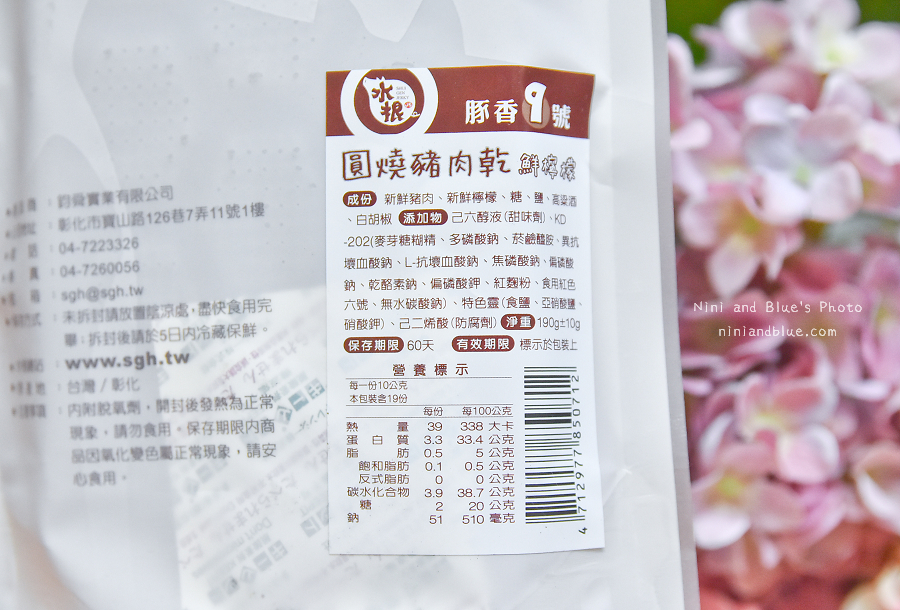 水根
豚香9號
圓燒豬肉乾 鮮檸檬
成份 新鮮豬肉、新鮮檸檬、糖、鹽、高粱酒
、白胡椒 添加物 己六醇液(甜味劑)、KD
-202(麥芽糖糊精、多磷酸鈉、菸鹼醯胺、異抗
壞血酸鈉、L-抗壞血酸鈉、焦磷酸鈉、偏磷酸
鈉、乾酪素鈉、偏磷酸鉀、紅麴粉、食用紅色
六號、無水碳酸鈉)、特色靈(食鹽、亞硝酸鹽、
硝酸鉀)、己二烯酸(防腐劑) 淨重 190g±10g
保存期限 60天 有效期限 標示於包裝上
營養標示
每一份10公克
本包裝含19份
每份 每100公克
熱量 39 338 大卡
蛋白質 3.3 33.4 公克
脂肪 0.5 5 公克
飽和脂肪 0.1 0.5 公克
反式脂肪 0 0 公克
碳水化合物 3.9 38.7 公克
糖 2 20 公克
鈉 51 510 毫克
4712977850712
: 鈞舜實業有限公司
: 彰化市寶山路126巷7弄11號1樓
: 04-7223326
: 04-7260056
: sgh@sgh.tw
: 未拆封請放置陰涼處,盡快食用完
畢;拆封後請於5日內冷藏保鮮。
: www.sgh.tw
: 台灣/彰化
: 內附脫氧劑,開封後發熱為正常
現象,請勿食用。保存期限內商
品因氧化變色屬正常現象,請安
心食用。
Nini and Blue's Photo
niniandblue.com